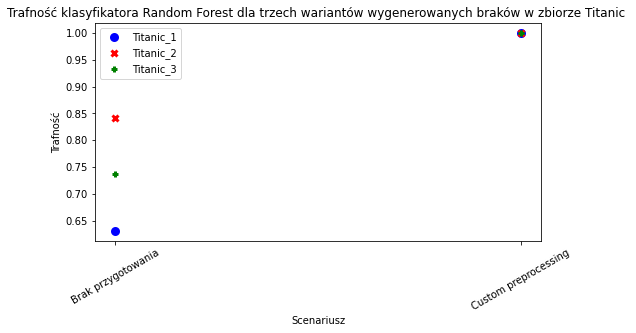 Trafność klasyfikatora Random Forest dla trzech wariantów wygenerowanych braków w zbiorze Titanic
Titanic_1
Titanic_2
Titanic_3
1.00
0.95
0.90
0.85
0.80
0.75
0.70
0.65
Trafność
Brak przygotowania
Custom preprocessing
Scenariusz